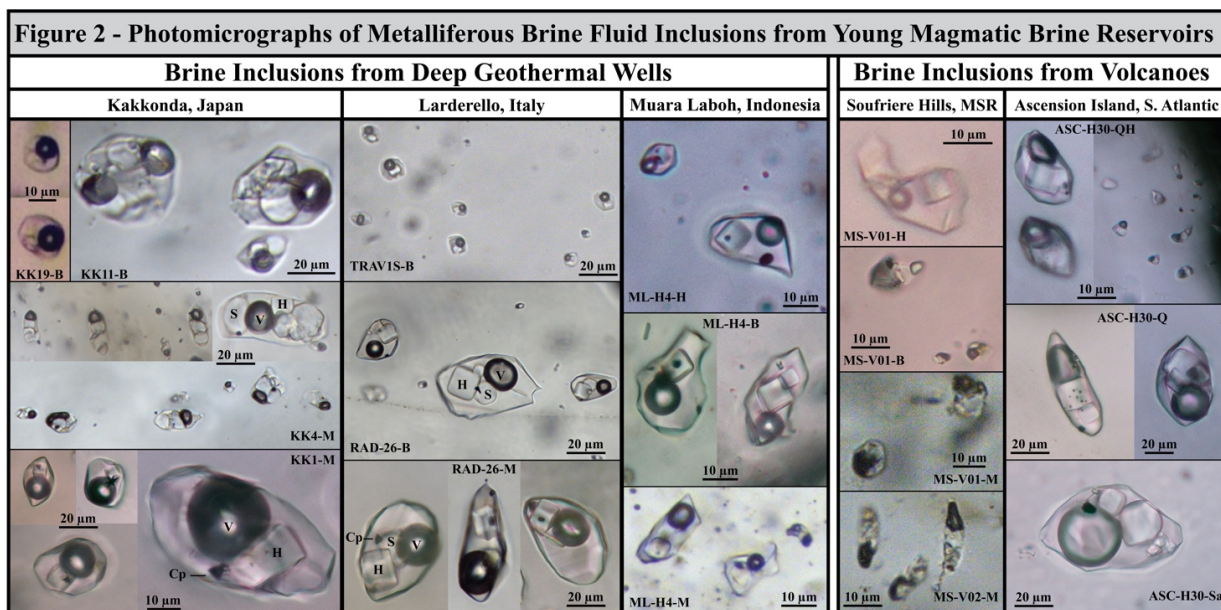 Figure 2 - Photomicrographs of Metalliferous Brine Fluid Inclusions from Young Magmatic Brine Reservoirs
Brine Inclusions from Deep Geothermal Wells
Brine Inclusions from Volcanoes
Kakkonda, Japan
Larderello, Italy
Muara Laboh, Indonesia
Soufriere Hills, MSR
Ascension Island, S. Atlantic
10 µm
KK19-B
KK11-B
20 µm
S
V
H
20 µm
KK4-M
KK1-M
20 µm
V
H
Cp
10 µm
TRAV1S-B
20 µm
H
S
V
RAD-26-B
20 µm
RAD-26-M
Cp
S
V
H
20 µm
ML-H4-H
10 µm
ML-H4-B
10 µm
ML-H4-M
10 µm
10 µm
MS-V01-H
10 µm
MS-V01-B
10 µm
MS-V01-M
10 µm
MS-V02-M
ASC-H30-QH
20 µm
ASC-H30-Q
20 µm
20 µm
20 µm
ASC-H30-Sa